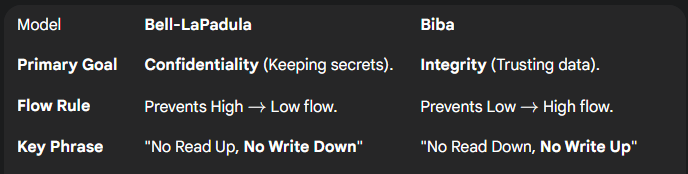 Model Bell-LaPadula Biba
Primary Goal Confidentiality (Keeping secrets). Integrity (Trusting data).
Flow Rule Prevents High → Low flow. Prevents Low → High flow.
Key Phrase "No Read Up, No Write Down" "No Read Down, No Write Up"